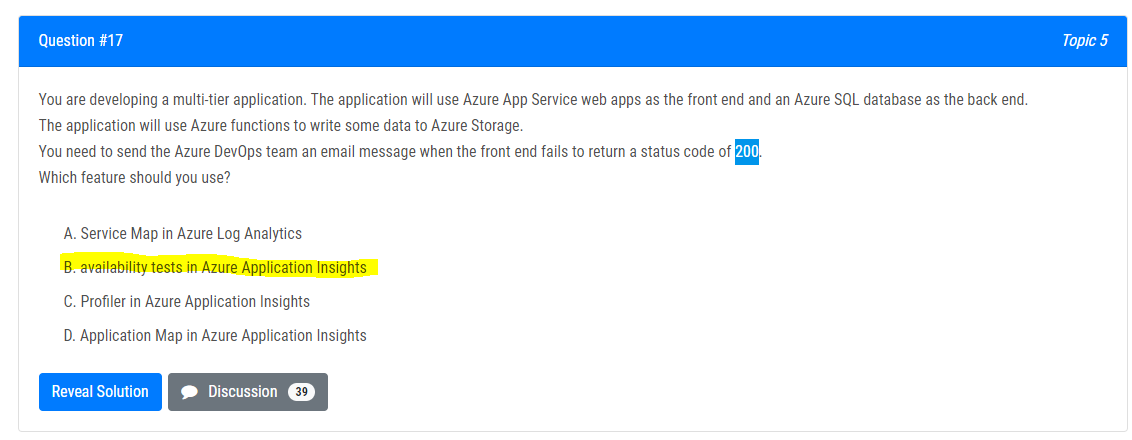 Question #17
Topic 5
You are developing a multi-tier application. The application will use Azure App Service web apps as the front end and an Azure SQL database as the back end.
The application will use Azure functions to write some data to Azure Storage.
You need to send the Azure DevOps team an email message when the front end fails to return a status code of 200.
Which feature should you use?
A. Service Map in Azure Log Analytics
B. availability tests in Azure Application Insights
C. Profiler in Azure Application Insights
D. Application Map in Azure Application Insights
Reveal Solution
Discussion 39